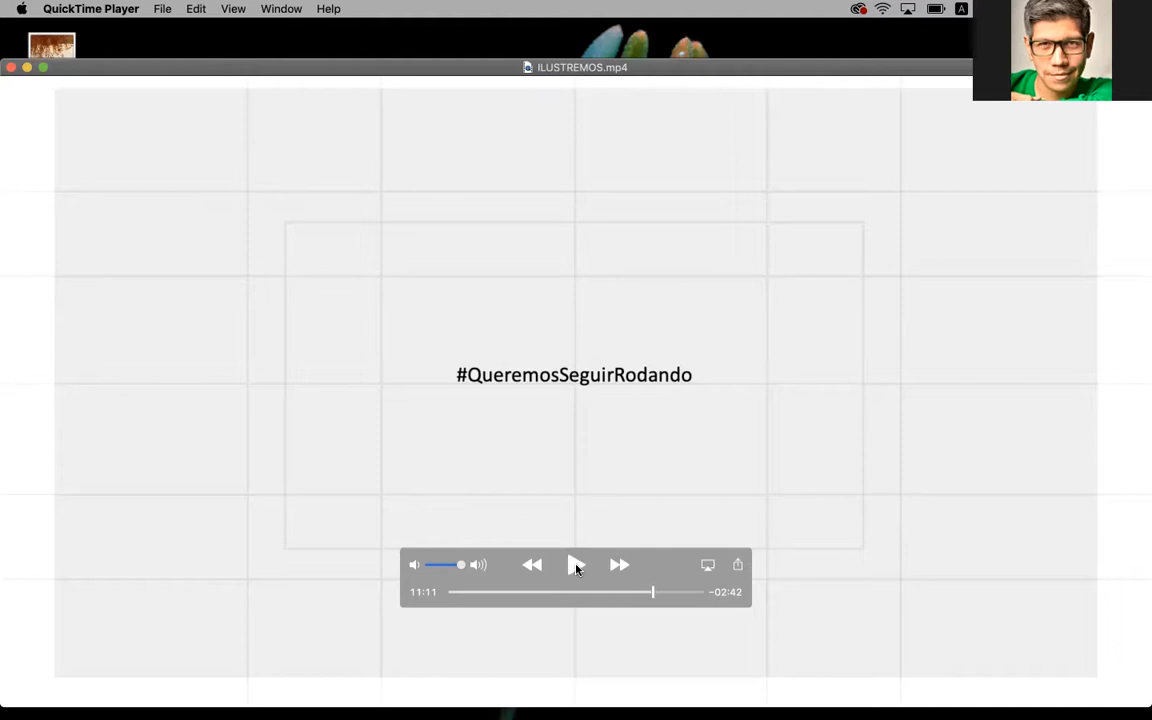 QuickTime Player File Edit View Window Help A
ILUSTREMOS.mp4
#QueremosSeguirRodando
11:11 -02:42